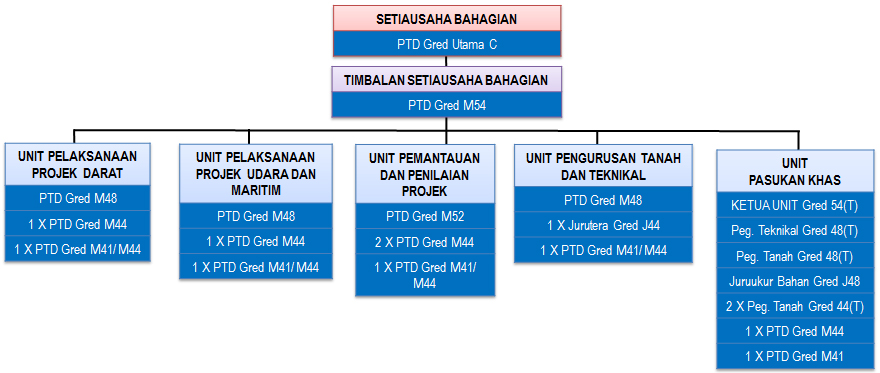 SETIAUSAHA BAHAGIAN
PTD Gred Utama C
TIMBALAN SETIAUSAHA BAHAGIAN
PTD Gred M54
UNIT PELAKSANAAN
PROJEK DARAT
PTD Gred M48
1 X PTD Gred M44
1 X PTD Gred M41/ M44
UNIT PELAKSANAAN
PROJEK UDARA DAN
MARITIM
PTD Gred M48
1 X PTD Gred M44
1 X PTD Gred M41/ M44
UNIT PEMANTAUAN
DAN PENILAIAN
PROJEK
PTD Gred M52
2 X PTD Gred M44
1 X PTD Gred M41/
M44
UNIT PENGURUSAN TANAH
DAN TEKNIKAL
PTD Gred M48
1 X Jurutera Gred J44
1 X PTD Gred M41/ M44
UNIT
PASUKAN KHAS
KETUA UNIT Gred 54(T)
Peg. Teknikal Gred 48(T)
Peg. Tanah Gred 48(T)
Juruukur Bahan Gred J48
2 X Peg. Tanah Gred 44(T)
1 X PTD Gred M44
1 X PTD Gred M41